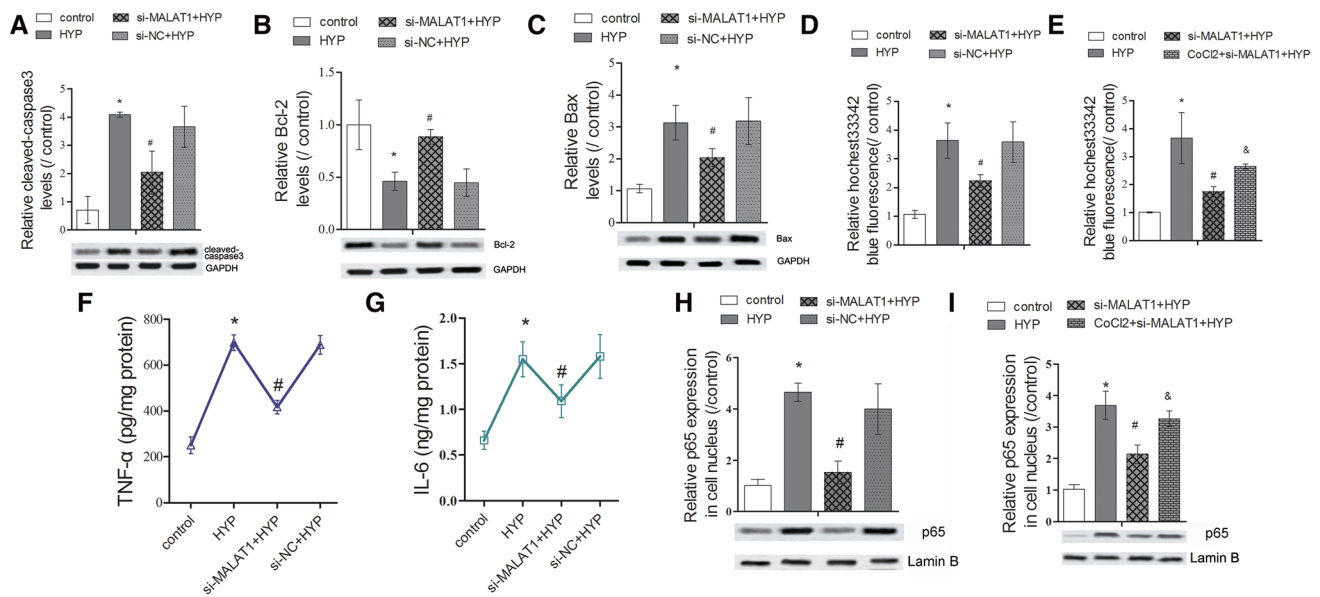 A
control
si-MALAT1+HYP
HYP
si-NC+HYP
Relative cleaved-caspase3
levels (/ control)
5
4
3
2
1
0
*
#
cleaved-
caspase3
GAPDH
B
control
si-MALAT1+HYP
HYP
si-NC+HYP
Relative Bcl-2
levels (/ control)
1.5
1.0
0.5
0.0
*
#
Bcl-2
GAPDH
C
control
si-MALAT1+HYP
HYP
si-NC+HYP
Relative Bax
levels (/ control)
5
4
3
2
1
0
*
#
Bax
GAPDH
D
control
si-MALAT1+HYP
HYP
si-NC+HYP
Relative hochest33342
blue fluorescence(/ control)
5
4
3
2
1
0
*
#
E
control
si-MALAT1+HYP
HYP
CoCl2+si-MALAT1+HYP
Relative hochest33342
blue fluorescence(/ control)
5
4
3
2
1
0
*
#
&
F
TNF-α (pg/mg protein)
800
600
400
200
0
*
#
control
HYP
si-MALAT1+HYP
si-NC+HYP
G
IL-6 (ng/mg protein)
2.0
1.5
1.0
0.5
0.0
*
#
control
HYP
si-MALAT1+HYP
si-NC+HYP
H
control
si-MALAT1+HYP
HYP
si-NC+HYP
Relative p65 expression
in cell nucleus (/control)
6
4
2
0
*
#
p65
Lamin B
I
control
si-MALAT1+HYP
HYP
CoCl2+si-MALAT1+HYP
Relative p65 expression
in cell nucleus (/control)
5
4
3
2
1
0
*
#
&
p65
Lamin B